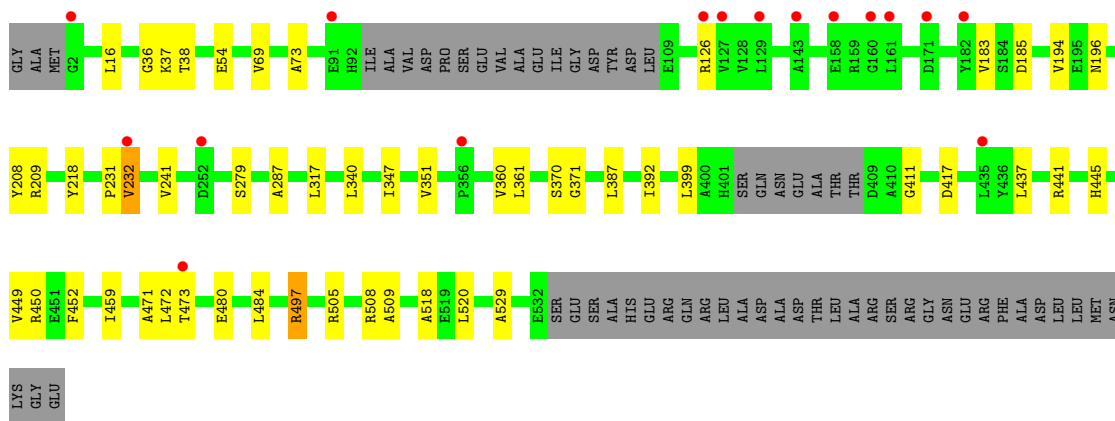 GLY ALA MET G2 L16 G36 K37 T38 E54 V69 A73 E91 H92 ILE ALA VAL ASP PRO SER GLU VAL ALA GLU ILE GLY ASP TYR ASP LEU E109 R126 V127 V128 L129 A143 E158 R159 G160 L161 D171 Y182 V183 S184 D185 V194 E195 N196
Y208 R209 Y218 P231 V232 V241 D252 S279 A287 L317 L340 I347 V351 P356 V360 L361 S370 G371 L387 I392 L399 A400 H401 SER GLN ASN GLU ALA THR THR D409 A410 G411 D417 L435 Y436 L437 R441 H445
V449 R450 E451 F452 I459 A471 L472 T473 E480 L484 R497 R505 R508 A509 A518 E519 L520 A529 E532 SER GLU SER ALA HIS GLU ARG GLN ARG LEU ALA ASP ALA ASP THR LEU ALA ARG SER ARG GLY ASN GLU ARG PHE ALA ASP LEU LEU MET ASN
LYS GLY GLU